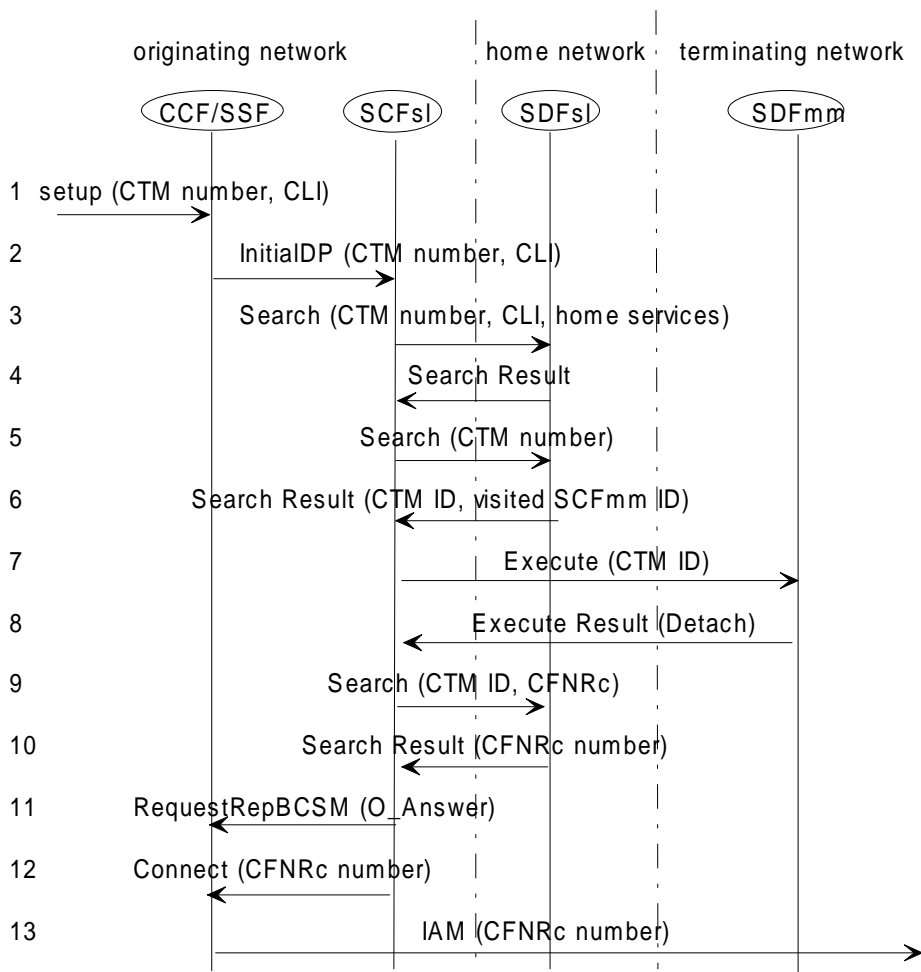 originating network home network terminating network
CCF/SSF SCFsl SDFsl SDFmm
1 setup (CTM number, CLI)
2 InitialDP (CTM number, CLI)
3 Search (CTM number, CLI, home services)
4 Search Result
5 Search (CTM number)
6 Search Result (CTM ID, visited SCFmm ID)
7 Execute (CTM ID)
8 Execute Result (Detach)
9 Search (CTM ID, CFNRc)
10 Search Result (CFNRc number)
11 RequestRepBCSM (O_Answer)
12 Connect (CFNRc number)
13 IAM (CFNRc number)